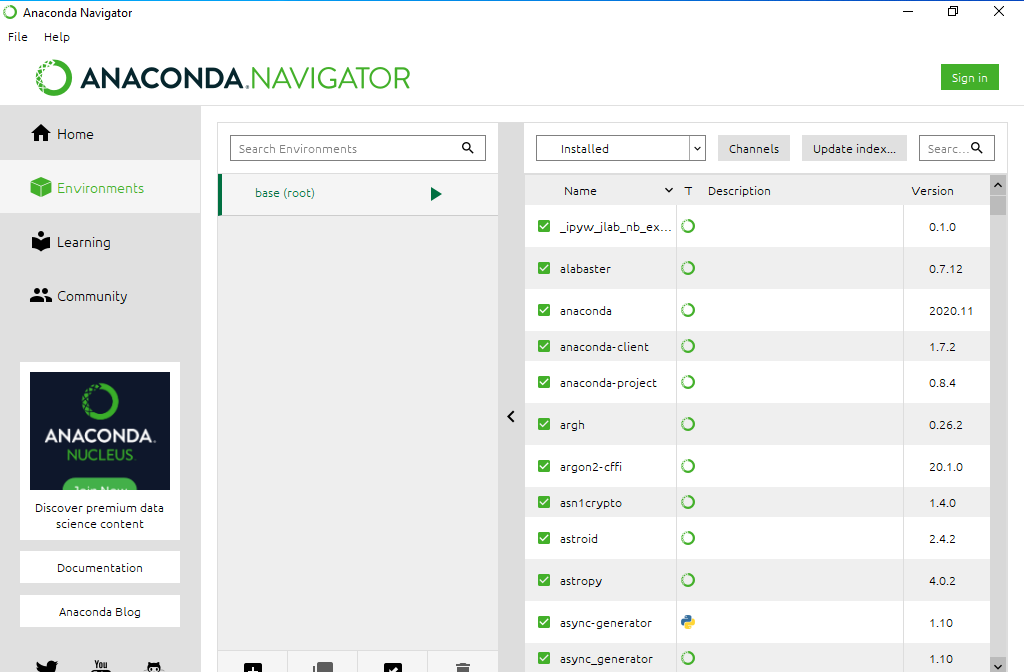 Anaconda Navigator
File Help
ANACONDA.NAVIGATOR
Sign in
Home
Environments
Learning
Community
ANACONDA.
NUCLEUS
Join Now
Discover premium data
science content
Documentation
Anaconda Blog
You
Search Environments
base (root)
Installed Channels Update index... Searc...
Name T Description Version
_ipyw_jlab_nb_ex... 0.1.0
alabaster 0.7.12
anaconda 2020.11
anaconda-client 1.7.2
anaconda-project 0.8.4
argh 0.26.2
argon2-cffi 20.1.0
asn1crypto 1.4.0
astroid 2.4.2
astropy 4.0.2
async-generator 1.10
async_generator 1.10